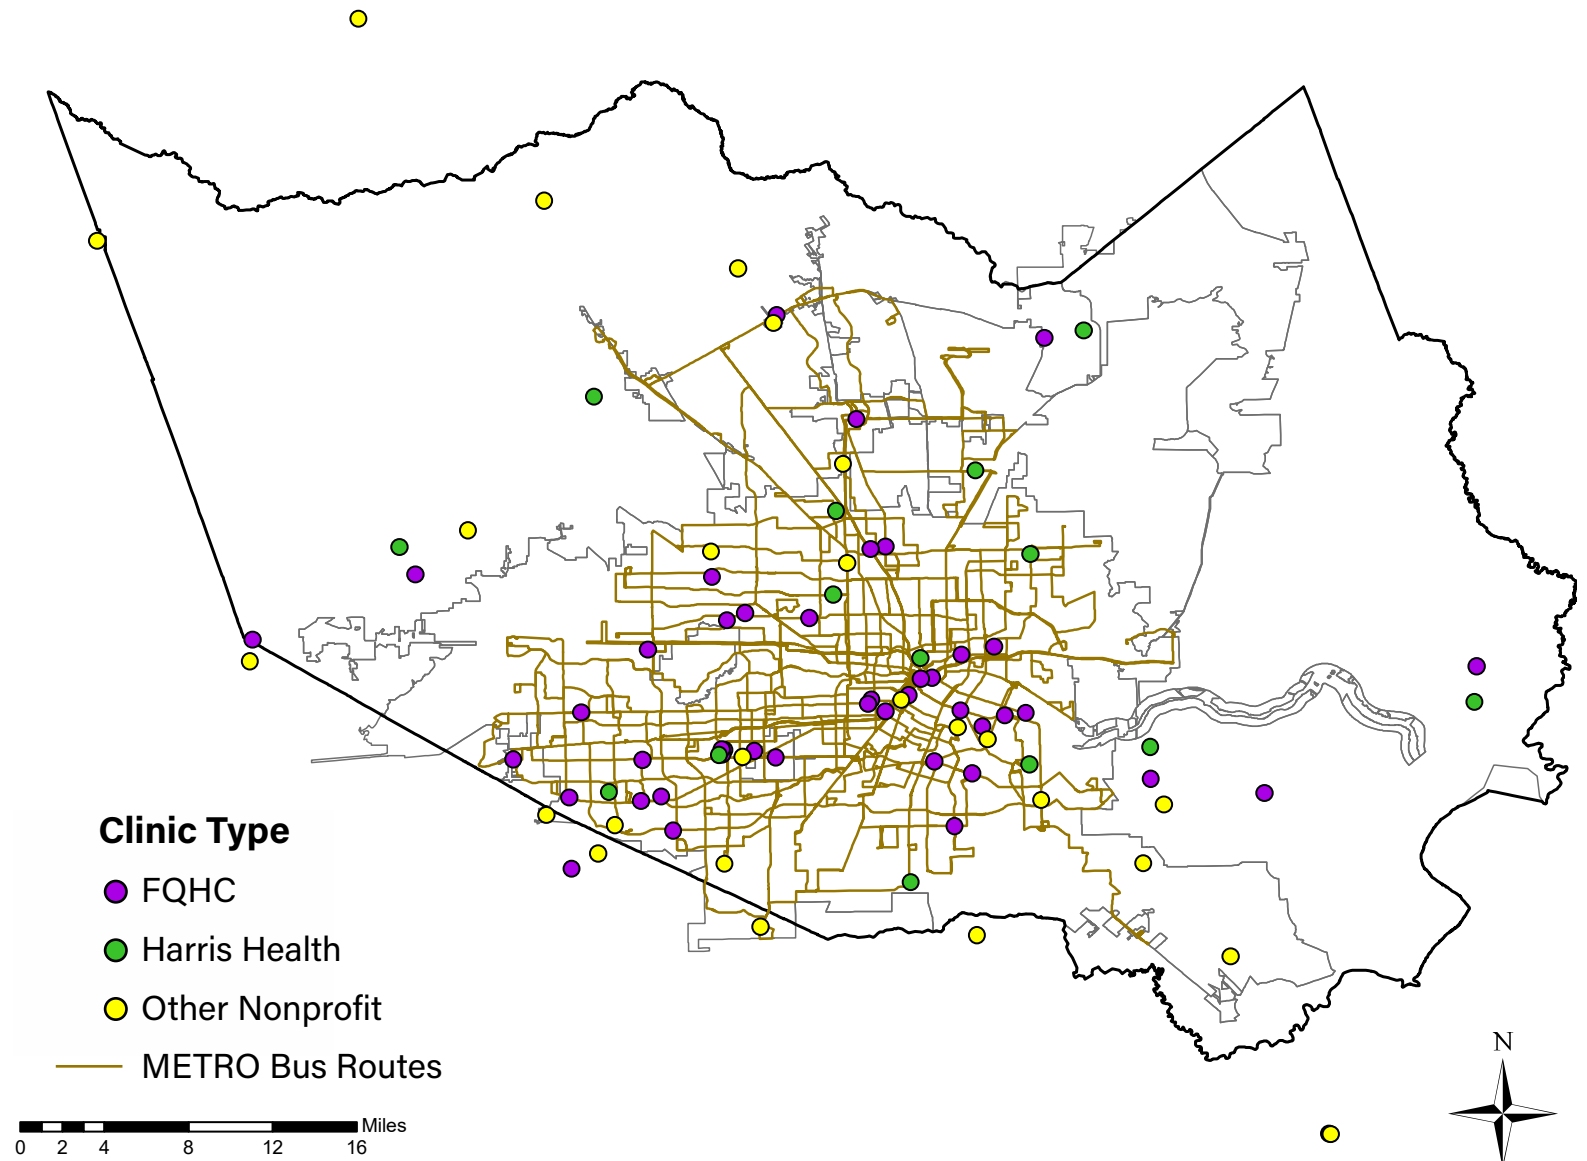 Clinic Type
FQHC
Harris Health
Other Nonprofit
METRO Bus Routes
Miles
0 2 4 8 12 16
N